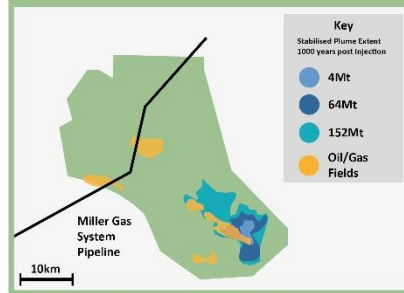 Key
Stabilised Plume Extent
1000 years post injection
4Mt
64Mt
152Mt
Oil/Gas
Fields
Miller Gas
System
Pipeline
10km